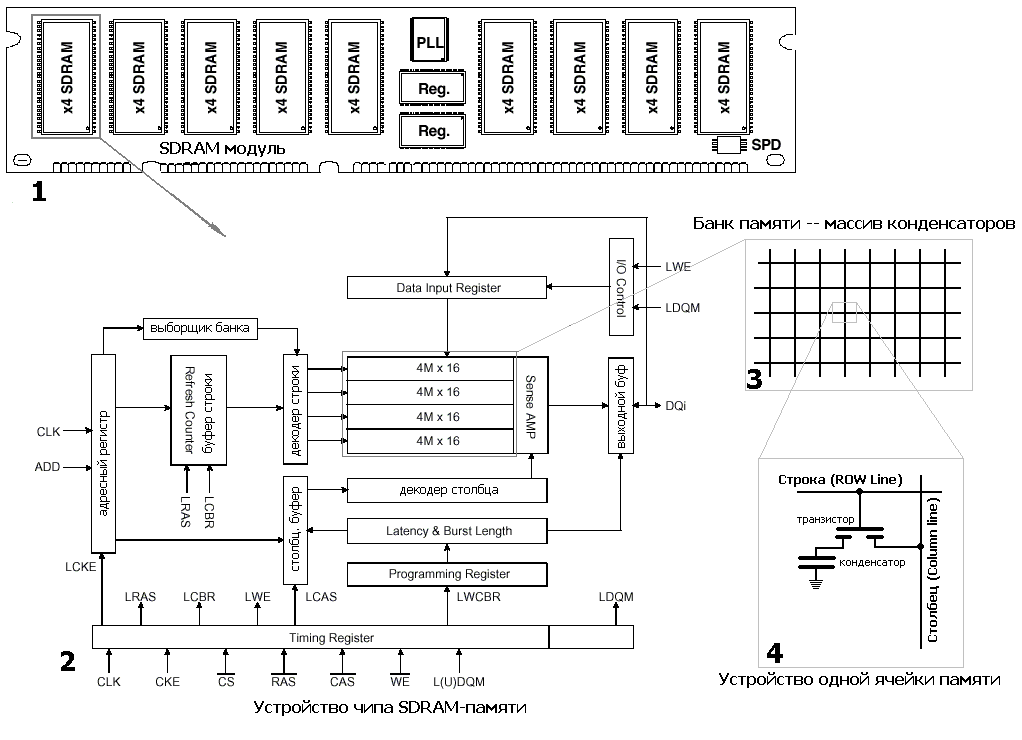 x4 SDRAM
x4 SDRAM
x4 SDRAM
x4 SDRAM
x4 SDRAM
PLL
Reg.
Reg.
x4 SDRAM
x4 SDRAM
x4 SDRAM
x4 SDRAM
SPD
SDRAM модуль
1
Банк памяти -- массив конденсаторов
3
Data Input Register
I/O Control
LWE
LDQM
выборщик банка
адресный регистр
Refresh Counter
буфер строки
декодер строки
4M x 16
4M x 16
4M x 16
4M x 16
Sense AMP
выходной буф
DQi
CLK
ADD
LRAS
LCBR
столбц. буфер
декодер столбца
Latency & Burst Length
Programming Register
LCKE
LRAS
LCBR
LWE
LCAS
LWCBR
LDQM
Timing Register
2
CLK
CKE
CS
RAS
CAS
WE
L(U)DQM
Устройство чипа SDRAM-памяти
Строка (ROW Line)
транзистор
конденсатор
Столбец (Column line)
4
Устройство одной ячейки памяти